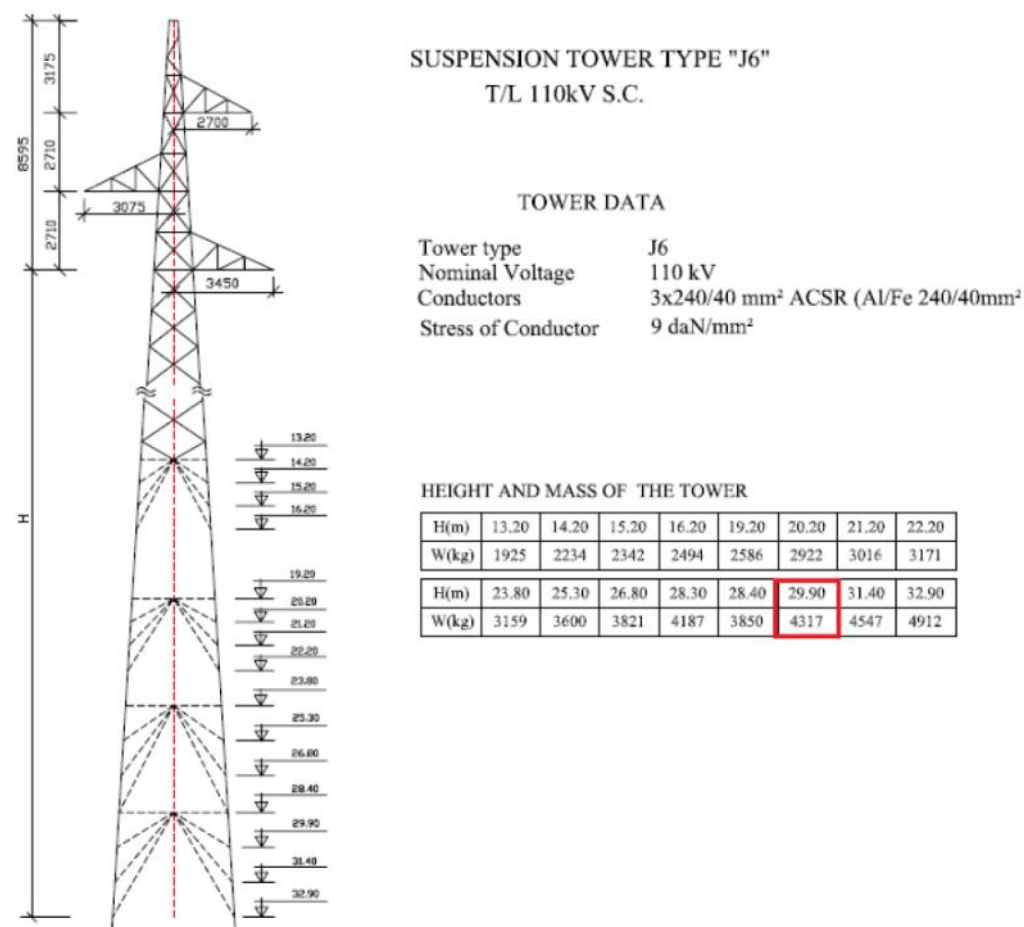 SUSPENSION TOWER TYPE "J6"
T/L 110kV S.C.
3175
8595
2700
2710
3075
2710
3450
TOWER DATA
Tower type J6
Nominal Voltage 110 kV
Conductors 3x240/40 mm² ACSR (Al/Fe 240/40mm²
Stress of Conductor 9 daN/mm²
H
13.20
14.20
15.20
16.20
19.20
20.20
21.20
22.20
23.80
25.30
26.80
28.40
29.90
31.40
32.90
HEIGHT AND MASS OF THE TOWER
H(m) 13.20 14.20 15.20 16.20 19.20 20.20 21.20 22.20
W(kg) 1925 2234 2342 2494 2586 2922 3016 3171
H(m) 23.80 25.30 26.80 28.30 28.40 29.90 31.40 32.90
W(kg) 3159 3600 3821 4187 3850 4317 4547 4912